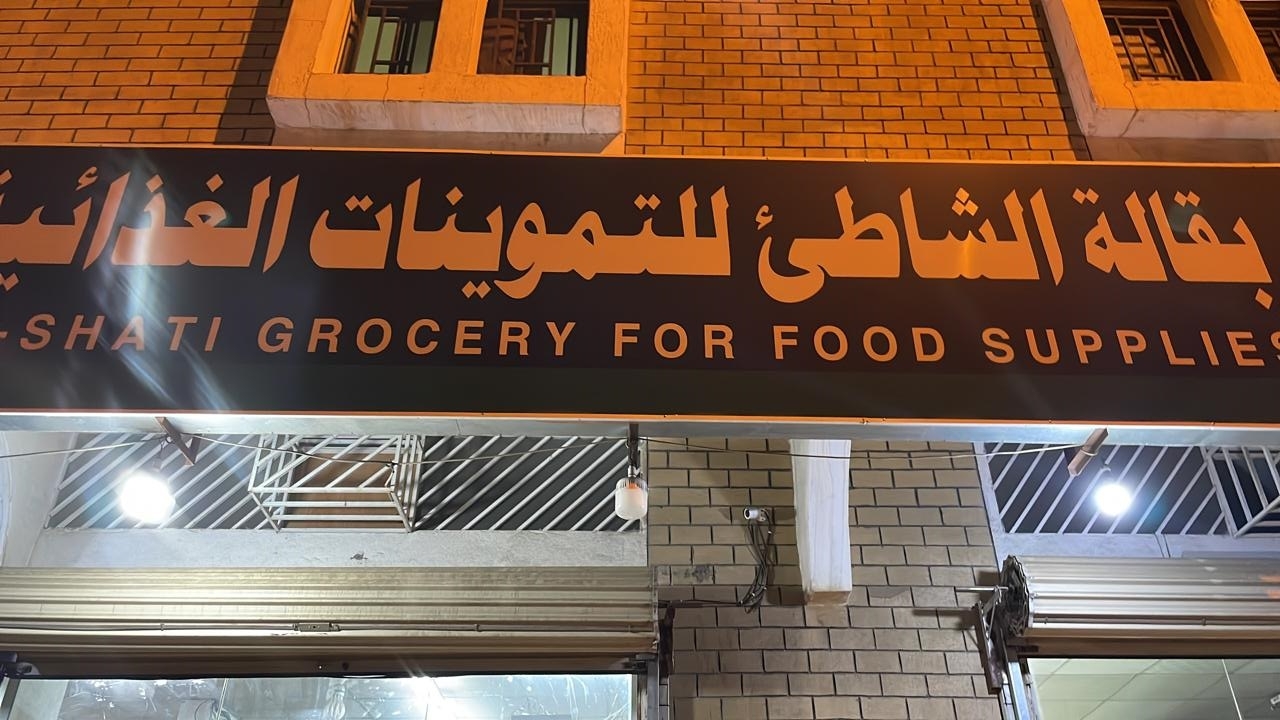 بقالة الشاطئ للتموينات الغذائية
-SHATI GROCERY FOR FOOD SUPPLIES